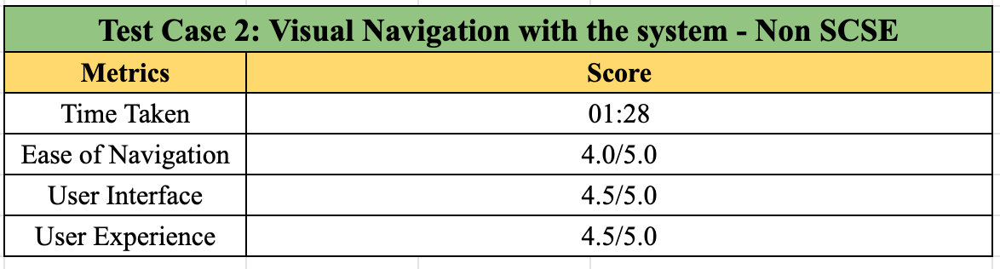 Test Case 2: Visual Navigation with the system - Non SCSE
Metrics Score
Time Taken 01:28
Ease of Navigation 4.0/5.0
User Interface 4.5/5.0
User Experience 4.5/5.0